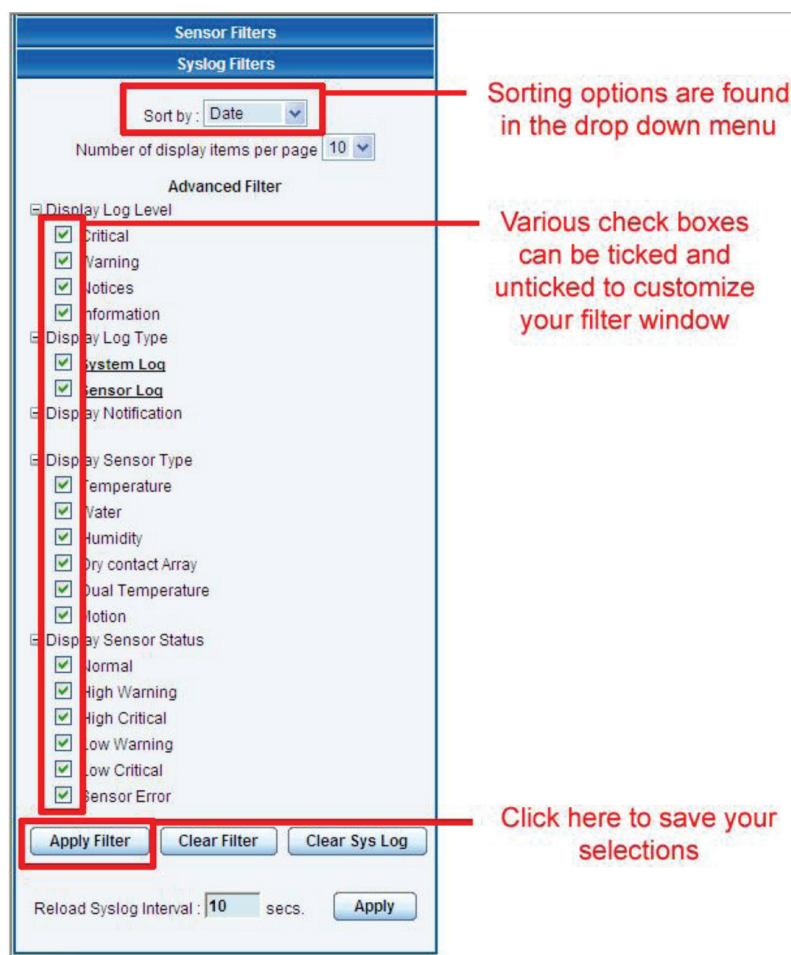 Sensor Filters
Syslog Filters
Sort by : Date
Number of display items per page 10
Advanced Filter
Display Log Level
Critical
Warning
Notices
Information
Display Log Type
System Log
Sensor Log
Display Notification
Display Sensor Type
Temperature
Water
Humidity
Dry contact Array
Dual Temperature
Motion
Display Sensor Status
Normal
High Warning
High Critical
Low Warning
Low Critical
Sensor Error
Apply Filter Clear Filter Clear Sys Log
Reload Syslog Interval : 10 secs. Apply
Sorting options are found
in the drop down menu
Various check boxes
can be ticked and
unticked to customize
your filter window
Click here to save your
selections